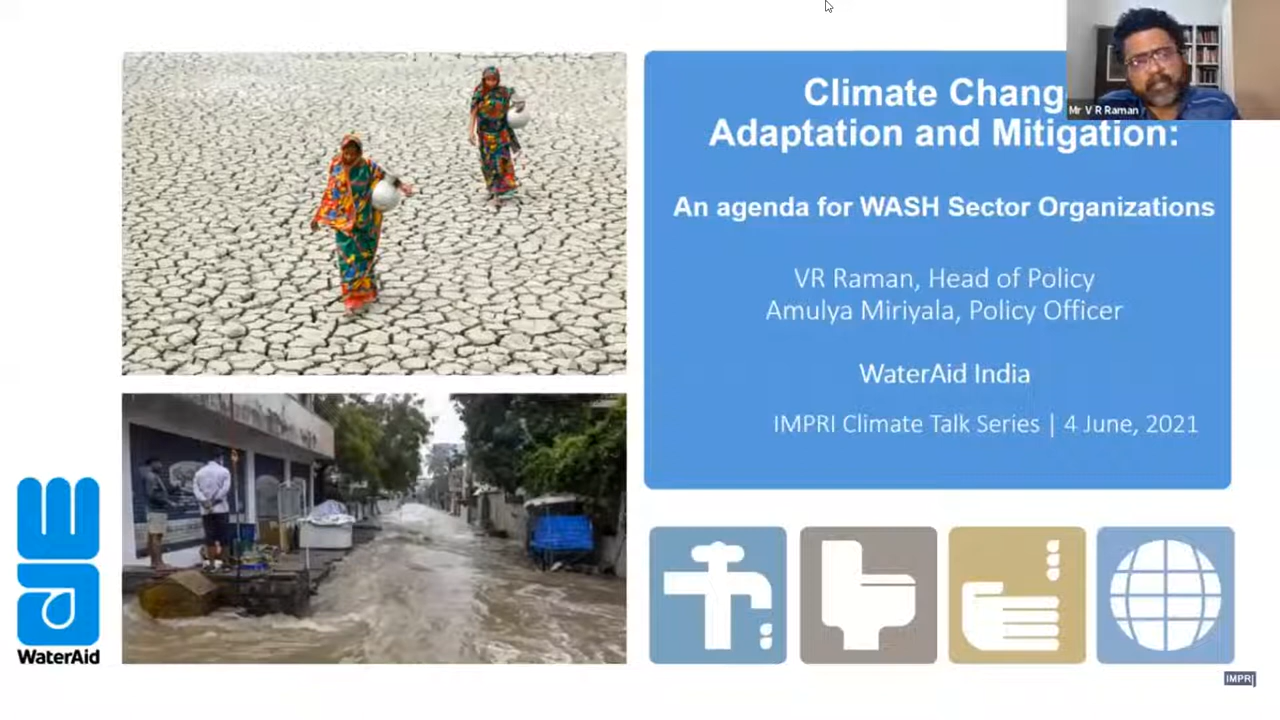 Climate Chang
Adaptation and Mitigation:
An agenda for WASH Sector Organizations
VR Raman, Head of Policy
Amulya Miriyala, Policy Officer
WaterAid India
IMPRI Climate Talk Series | 4 June, 2021
Mr V R Raman
WaterAid
IMPRI